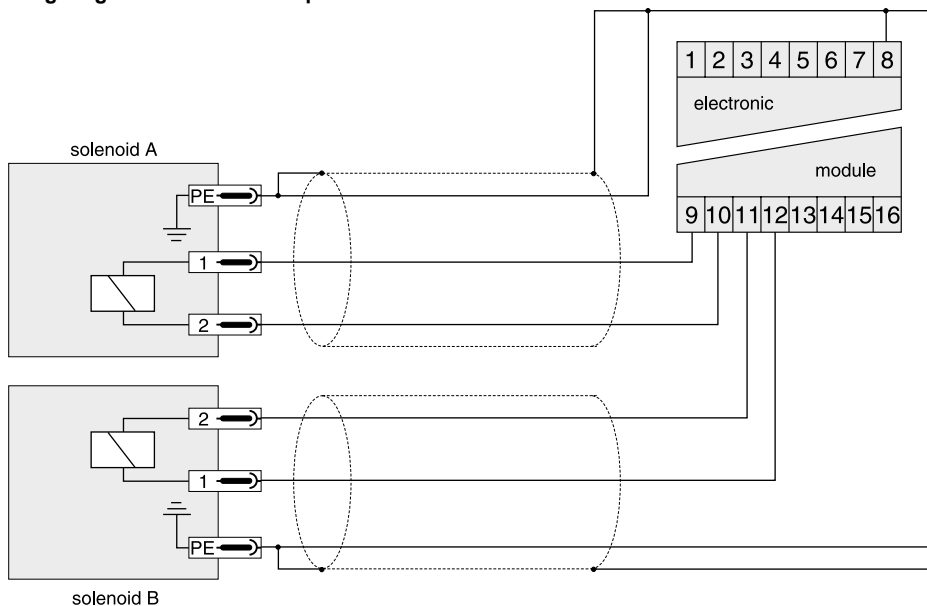 1 2 3 4 5 6 7 8
electronic
module
9 10 11 12 13 14 15 16
solenoid A
PE
1
2
2
1
PE
solenoid B